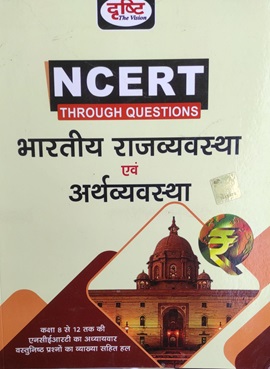 दृष्टि
The Vision
NCERT
THROUGH QUESTIONS
भारतीय राजव्यवस्था
एवं
अर्थव्यवस्था
₹
कक्षा 8 से 12 तक की
एनसीईआरटी का अध्यायवार
वस्तुनिष्ठ प्रश्नों का व्याख्या सहित हल